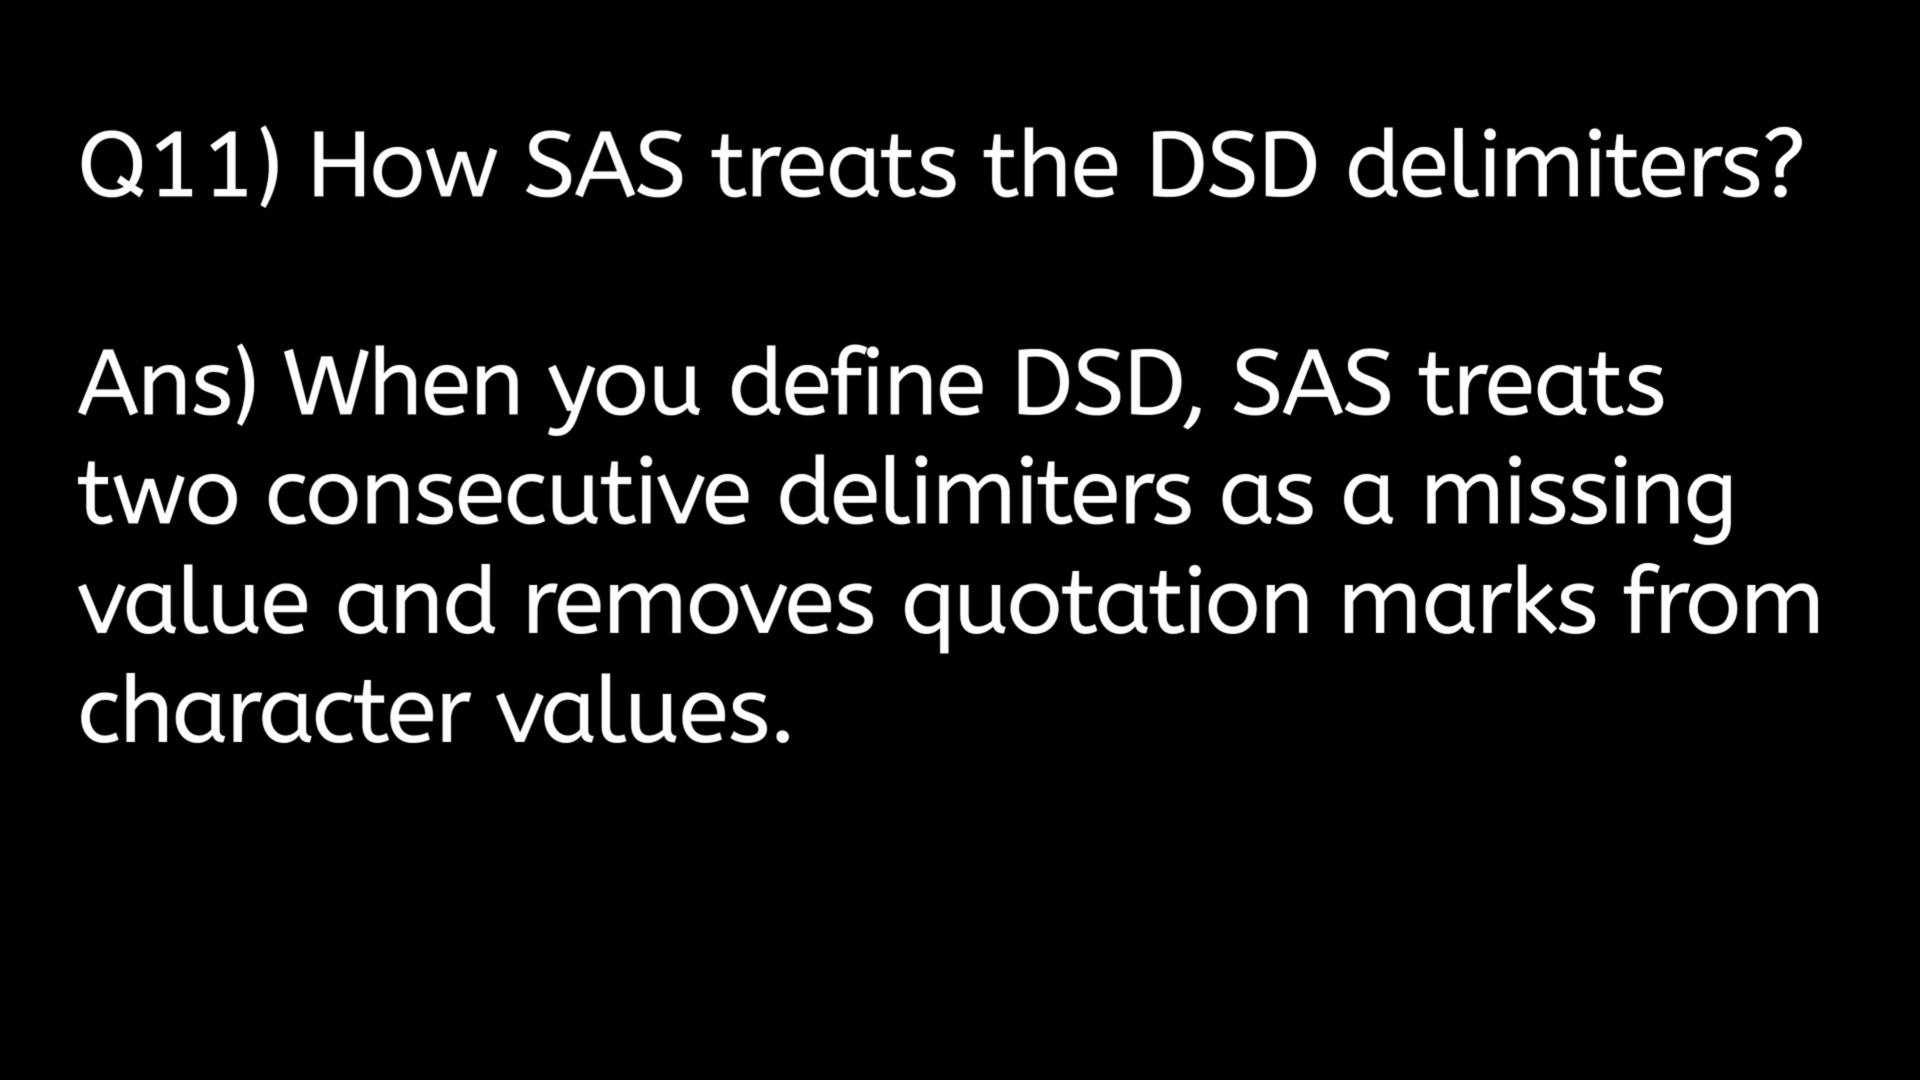 Q11) How SAS treats the DSD delimiters?
Ans) When you define DSD, SAS treats
two consecutive delimiters as a missing
value and removes quotation marks from
character values.